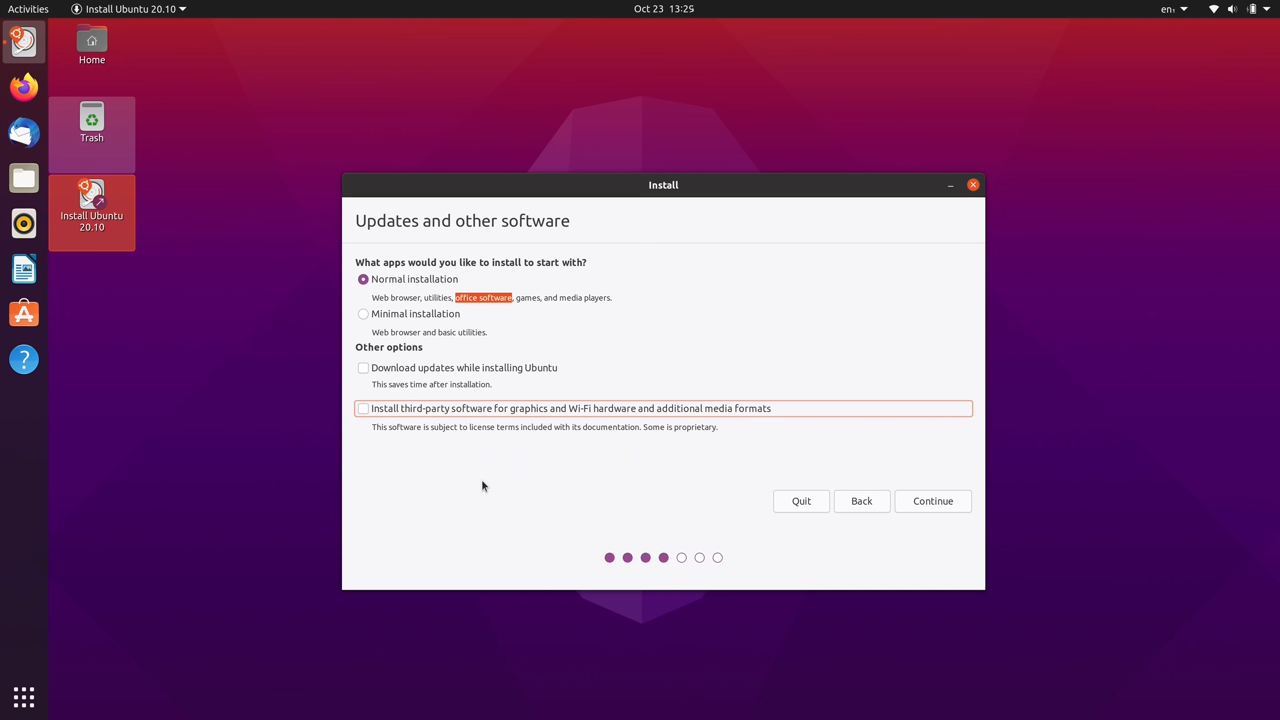 Activities
Install Ubuntu 20.10
Oct 23 13:25
en₁
Home
Trash
Install Ubuntu
20.10
Install
Updates and other software
What apps would you like to install to start with?
Normal installation
Web browser, utilities, office software, games, and media players.
Minimal installation
Web browser and basic utilities.
Other options
Download updates while installing Ubuntu
This saves time after installation.
Install third-party software for graphics and Wi-Fi hardware and additional media formats
This software is subject to license terms included with its documentation. Some is proprietary.
Quit
Back
Continue